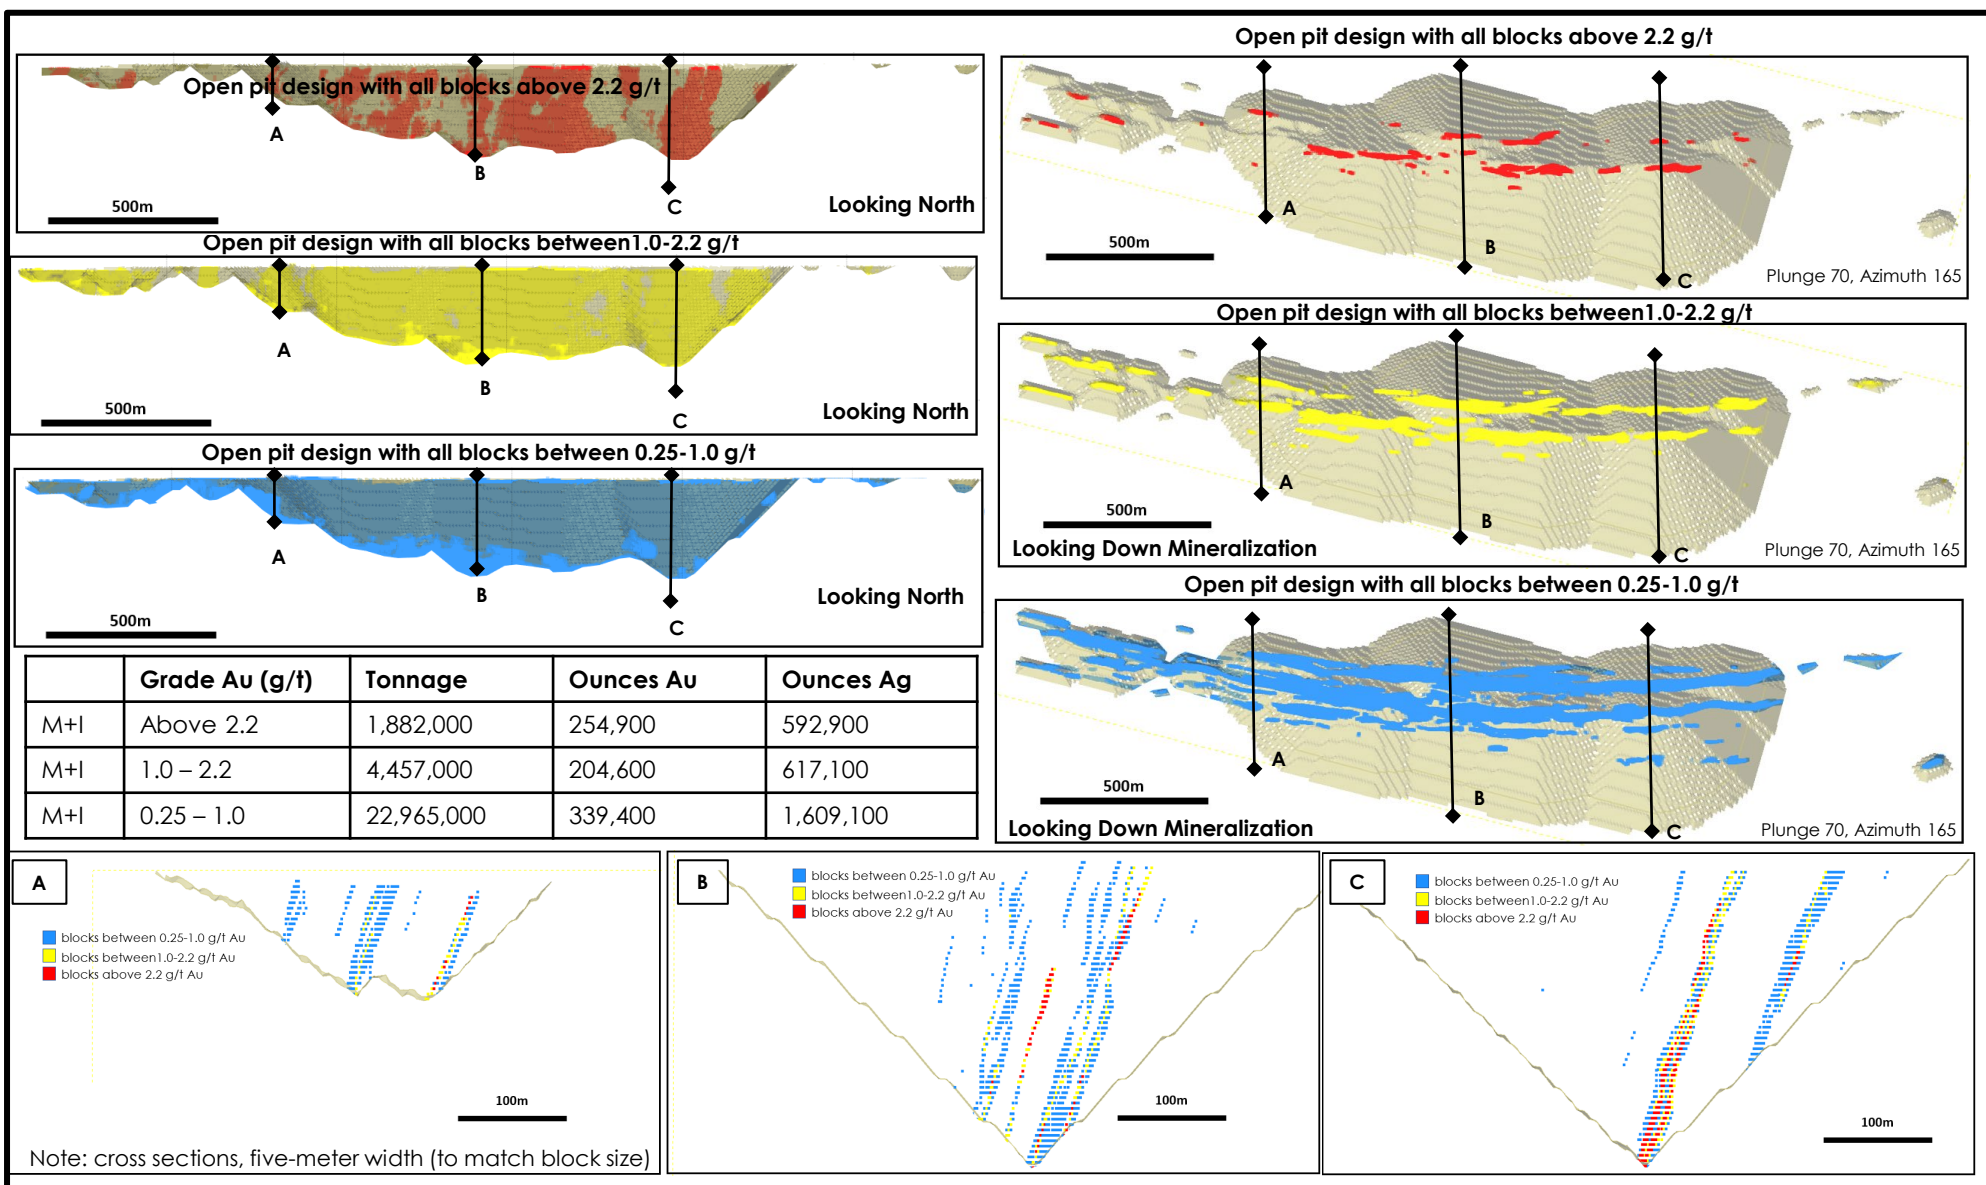 Open pit design with all blocks above 2.2 g/t
A
B
C
500m
Looking North
Open pit design with all blocks between1.0-2.2 g/t
A
B
C
500m
Looking North
Open pit design with all blocks between 0.25-1.0 g/t
A
B
C
500m
Looking North
Open pit design with all blocks above 2.2 g/t
A
B
C
500m
Plunge 70, Azimuth 165
Open pit design with all blocks between1.0-2.2 g/t
A
B
C
500m
Looking Down Mineralization
Plunge 70, Azimuth 165
Open pit design with all blocks between 0.25-1.0 g/t
A
B
C
500m
Looking Down Mineralization
Plunge 70, Azimuth 165
Grade Au (g/t) Tonnage Ounces Au Ounces Ag
M+I Above 2.2 1,882,000 254,900 592,900
M+I 1.0 – 2.2 4,457,000 204,600 617,100
M+I 0.25 – 1.0 22,965,000 339,400 1,609,100
A
blocks between 0.25-1.0 g/t Au
blocks between1.0-2.2 g/t Au
blocks above 2.2 g/t Au
100m
Note: cross sections, five-meter width (to match block size)
B
blocks between 0.25-1.0 g/t Au
blocks between1.0-2.2 g/t Au
blocks above 2.2 g/t Au
100m
C
blocks between 0.25-1.0 g/t Au
blocks between1.0-2.2 g/t Au
blocks above 2.2 g/t Au
100m